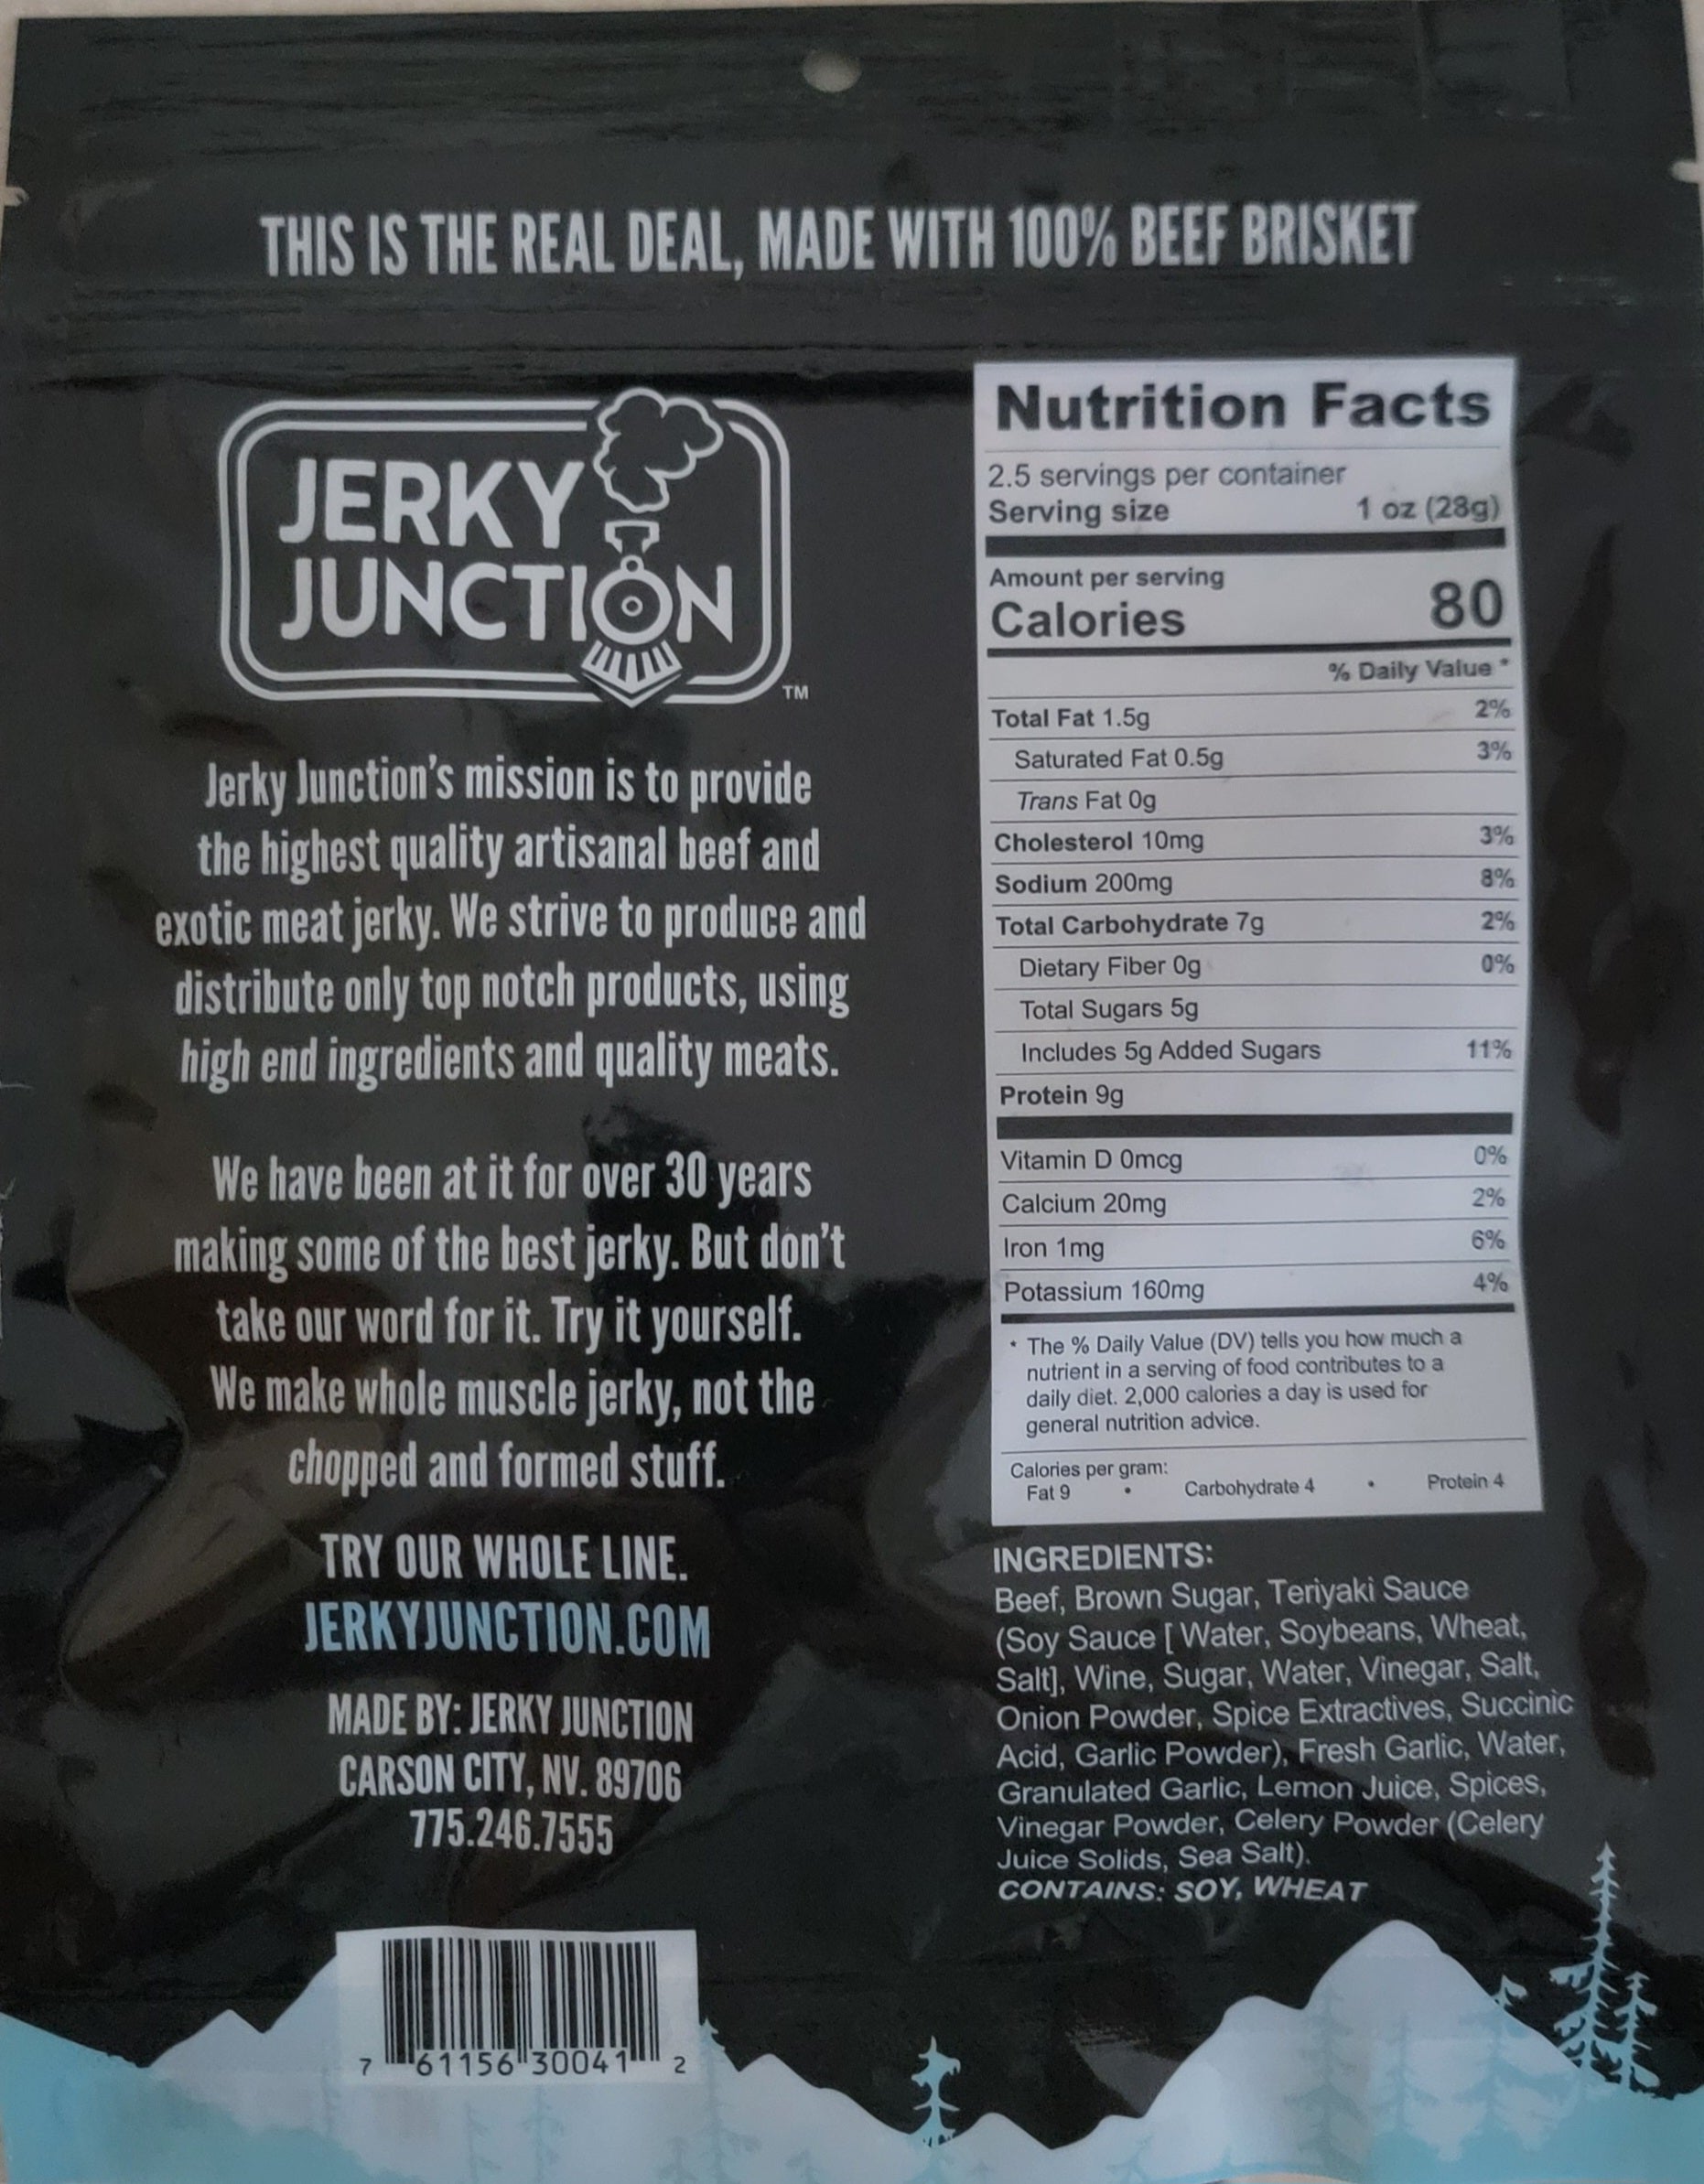 THIS IS THE REAL DEAL, MADE WITH 100% BEEF BRISKET
JERKY
JUNCTION
TM
Jerky Junction's mission is to provide
the highest quality artisanal beef and
exotic meat jerky. We strive to produce and
distribute only top notch products, using
high end ingredients and quality meats.
We have been at it for over 30 years
making some of the best jerky. But don't
take our word for it. Try it yourself.
We make whole muscle jerky, not the
chopped and formed stuff.
TRY OUR WHOLE LINE.
JERKYJUNCTION.COM
MADE BY: JERKY JUNCTION
CARSON CITY, NV. 89706
775.246.7555
7 61156 30041 2
Nutrition Facts
2.5 servings per container
Serving size 1 oz (28g)
Amount per serving
Calories 80
% Daily Value *
Total Fat 1.5g 2%
Saturated Fat 0.5g 3%
Trans Fat 0g
Cholesterol 10mg 3%
Sodium 200mg 8%
Total Carbohydrate 7g 2%
Dietary Fiber 0g 0%
Total Sugars 5g
Includes 5g Added Sugars 11%
Protein 9g
Vitamin D 0mcg 0%
Calcium 20mg 2%
Iron 1mg 6%
Potassium 160mg 4%
* The % Daily Value (DV) tells you how much a
nutrient in a serving of food contributes to a
daily diet. 2,000 calories a day is used for
general nutrition advice.
Calories per gram:
Fat 9 • Carbohydrate 4 • Protein 4
INGREDIENTS:
Beef, Brown Sugar, Teriyaki Sauce
(Soy Sauce [ Water, Soybeans, Wheat,
Salt], Wine, Sugar, Water, Vinegar, Salt,
Onion Powder, Spice Extractives, Succinic
Acid, Garlic Powder), Fresh Garlic, Water,
Granulated Garlic, Lemon Juice, Spices,
Vinegar Powder, Celery Powder (Celery
Juice Solids, Sea Salt).
CONTAINS: SOY, WHEAT